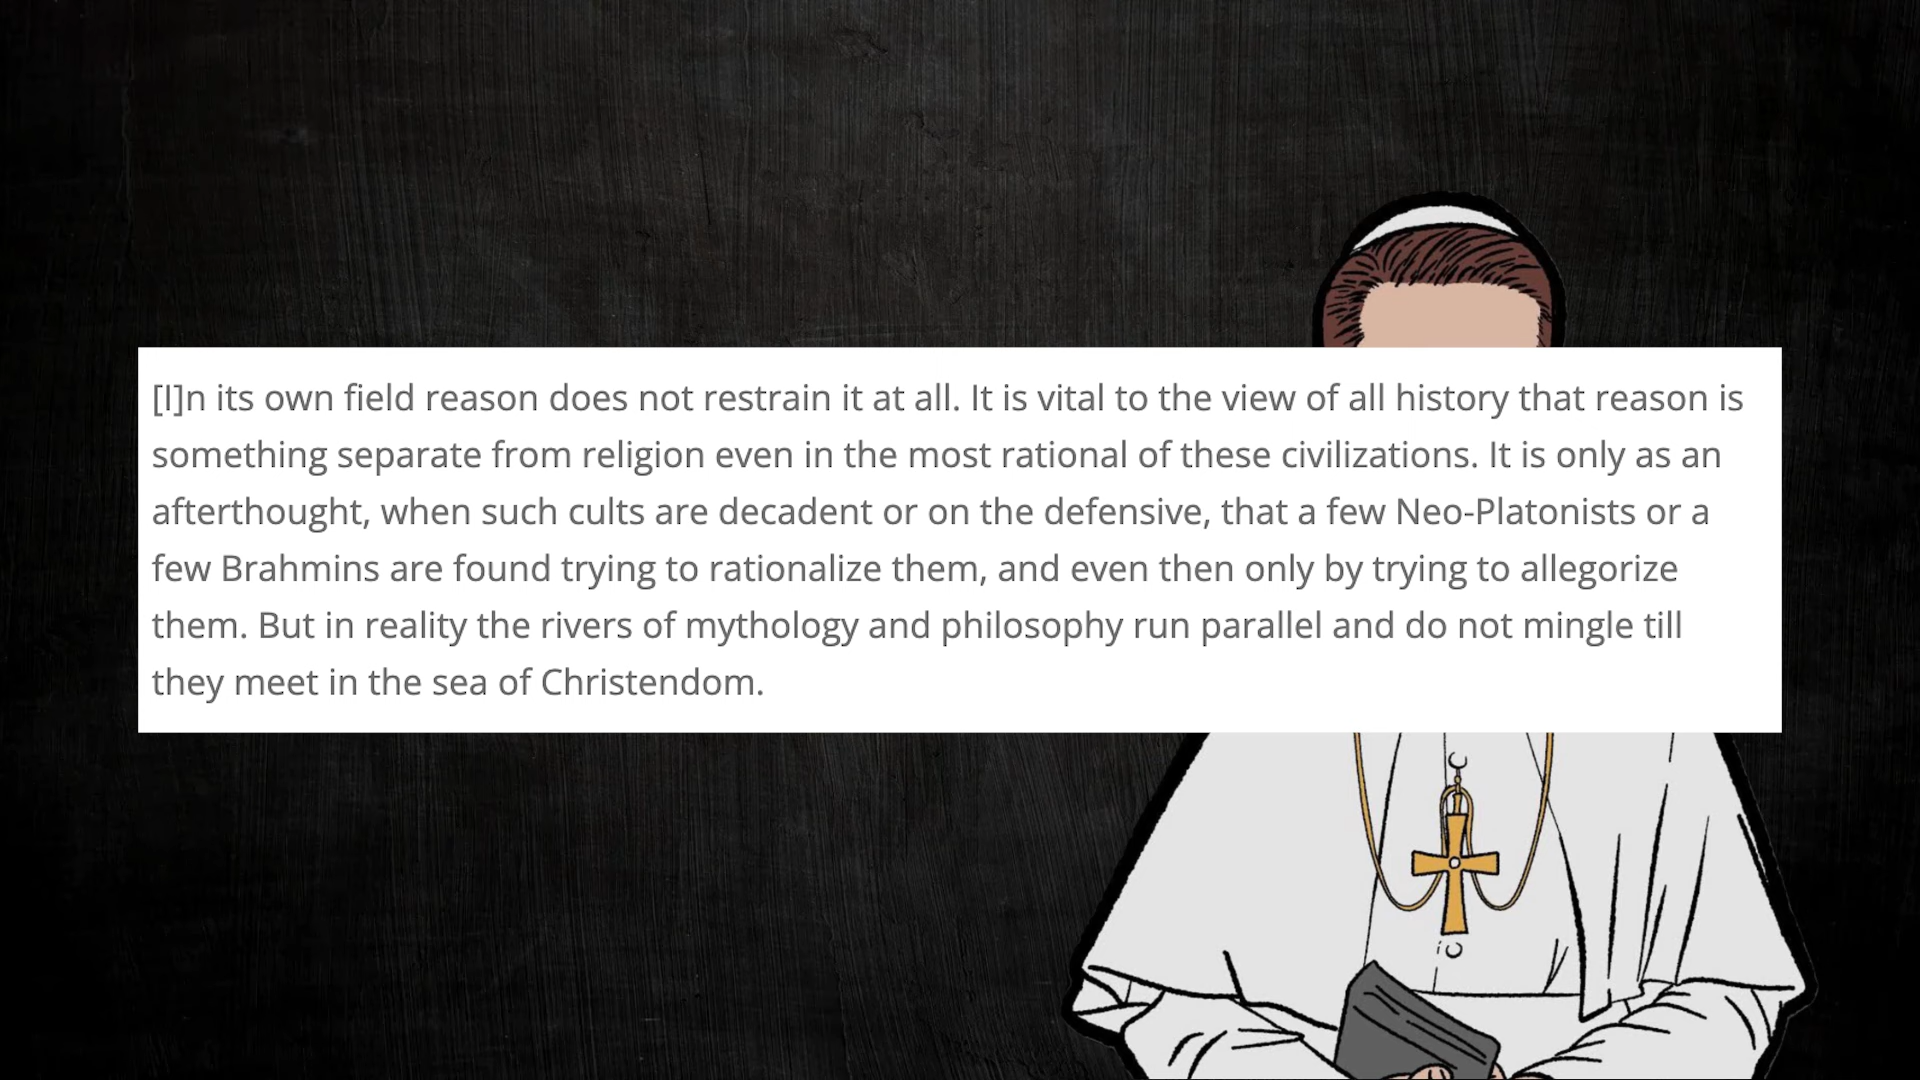 [I]n its own field reason does not restrain it at all. It is vital to the view of all history that reason is
something separate from religion even in the most rational of these civilizations. It is only as an
afterthought, when such cults are decadent or on the defensive, that a few Neo-Platonists or a
few Brahmins are found trying to rationalize them, and even then only by trying to allegorize
them. But in reality the rivers of mythology and philosophy run parallel and do not mingle till
they meet in the sea of Christendom.